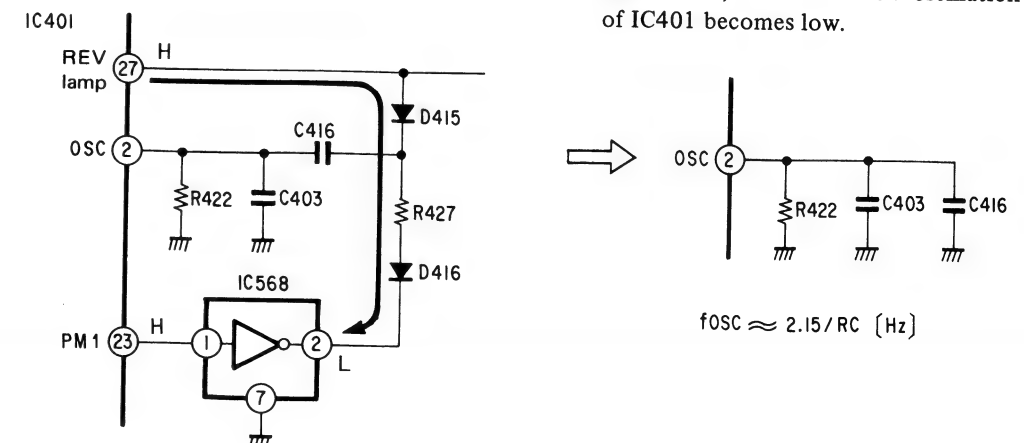 of IC401 becomes low.
IC401
REV
lamp
27
H
D415
C416
OSC
2
R422
C403
R427
D416
IC568
PM1
23
H
1
2
L
7
OSC
2
R422
C403
C416
fOSC ≈ 2.15/RC [Hz]